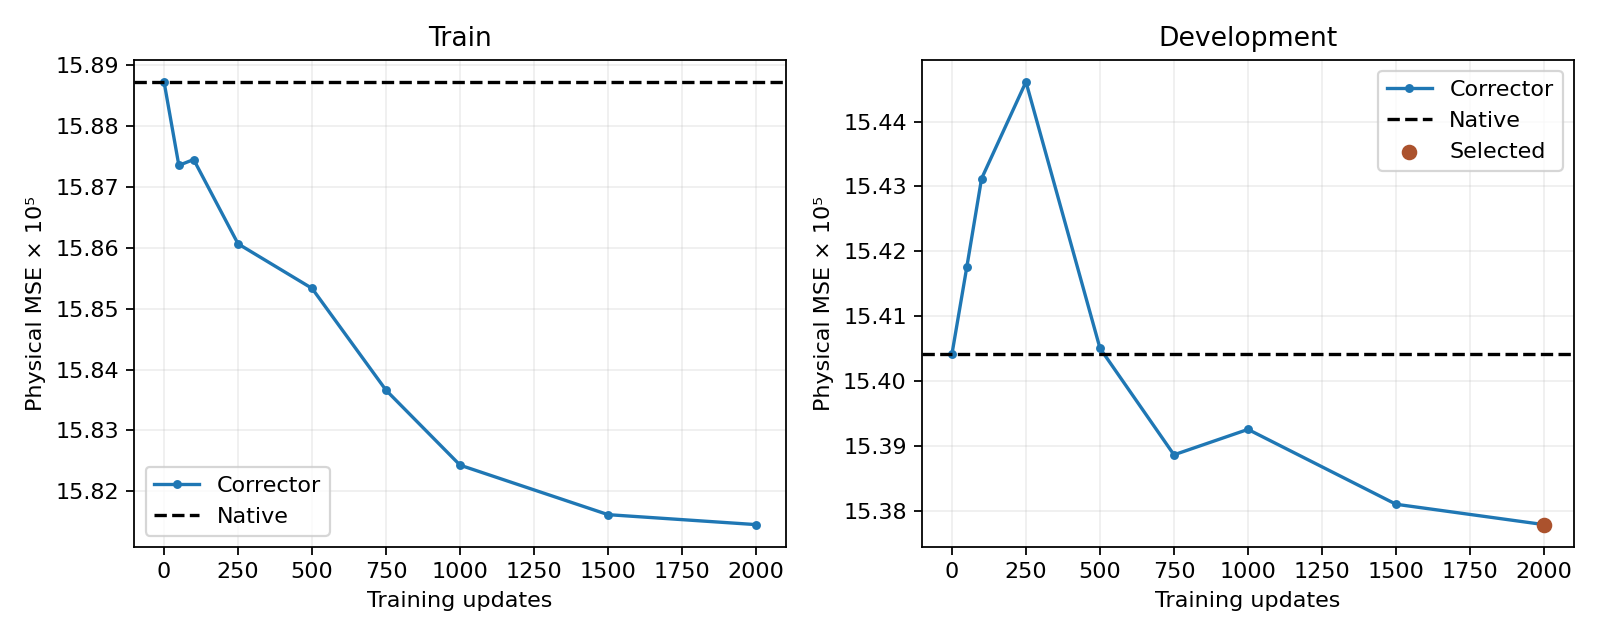 Train
Physical MSE × 10⁵
15.89
15.88
15.87
15.86
15.85
15.84
15.83
15.82
Corrector
Native
0 250 500 750 1000 1250 1500 1750 2000
Training updates
Development
Physical MSE × 10⁵
15.44
15.43
15.42
15.41
15.40
15.39
15.38
Corrector
Native
Selected
0 250 500 750 1000 1250 1500 1750 2000
Training updates